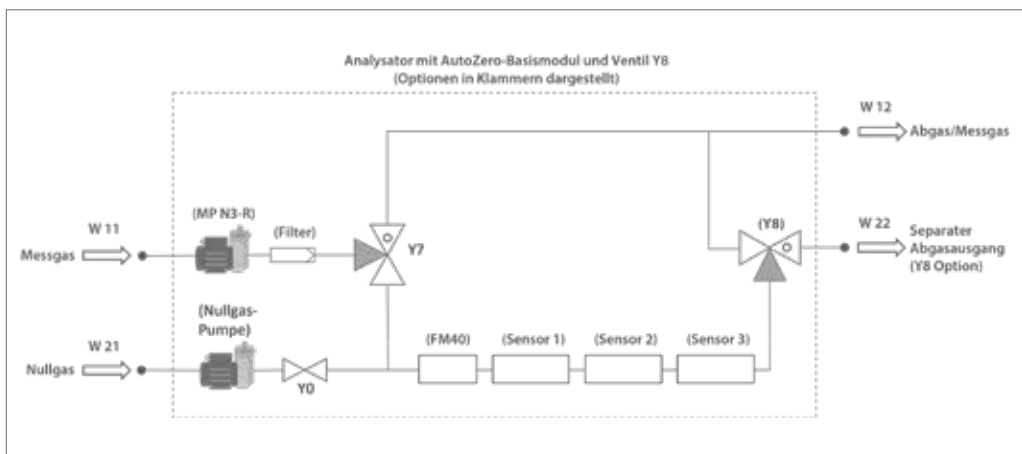 Analysator mit AutoZero-Basismodul und Ventil Y8
(Optionen in Klammern dargestellt)
W 12
Abgas/Messgas
W 11
Messgas
(MP N3-R)
(Filter)
Y7
(Y8)
W 22
Separater
Abgasausgang
(Y8 Option)
W 21
Nullgas
(Nullgas-
Pumpe)
Y0
(FM40)
(Sensor 1)
(Sensor 2)
(Sensor 3)